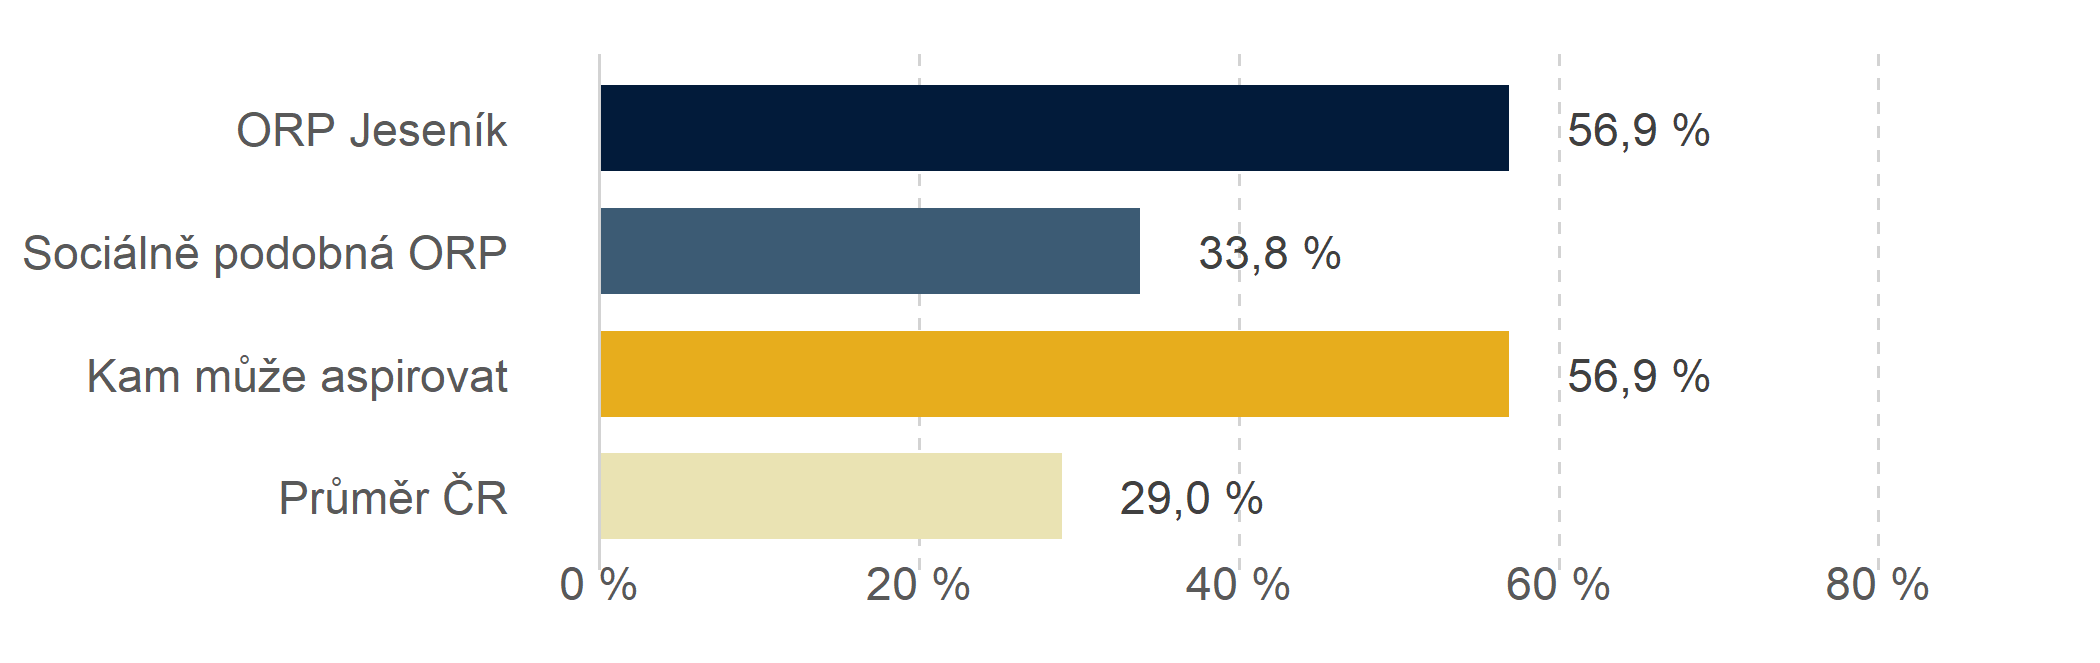 ORP Jeseník 56,9 %
Sociálně podobná ORP 33,8 %
Kam může aspirovat 56,9 %
Průměr ČR 29,0 %
0 % 20 % 40 % 60 % 80 %